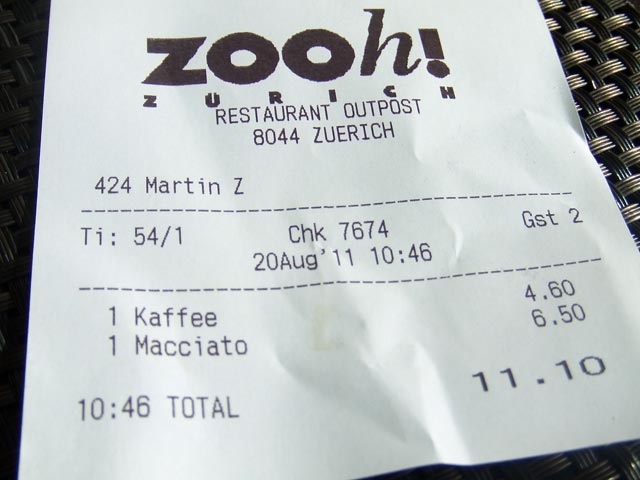 zooh!
ZÜRICH
RESTAURANT OUTPOST
8044 ZUERICH
424 Martin Z
Ti: 54/1 Chk 7674 Gst 2
20Aug'11 10:46
1 Kaffee 4.60
1 Macciato 6.50
10:46 TOTAL 11.10